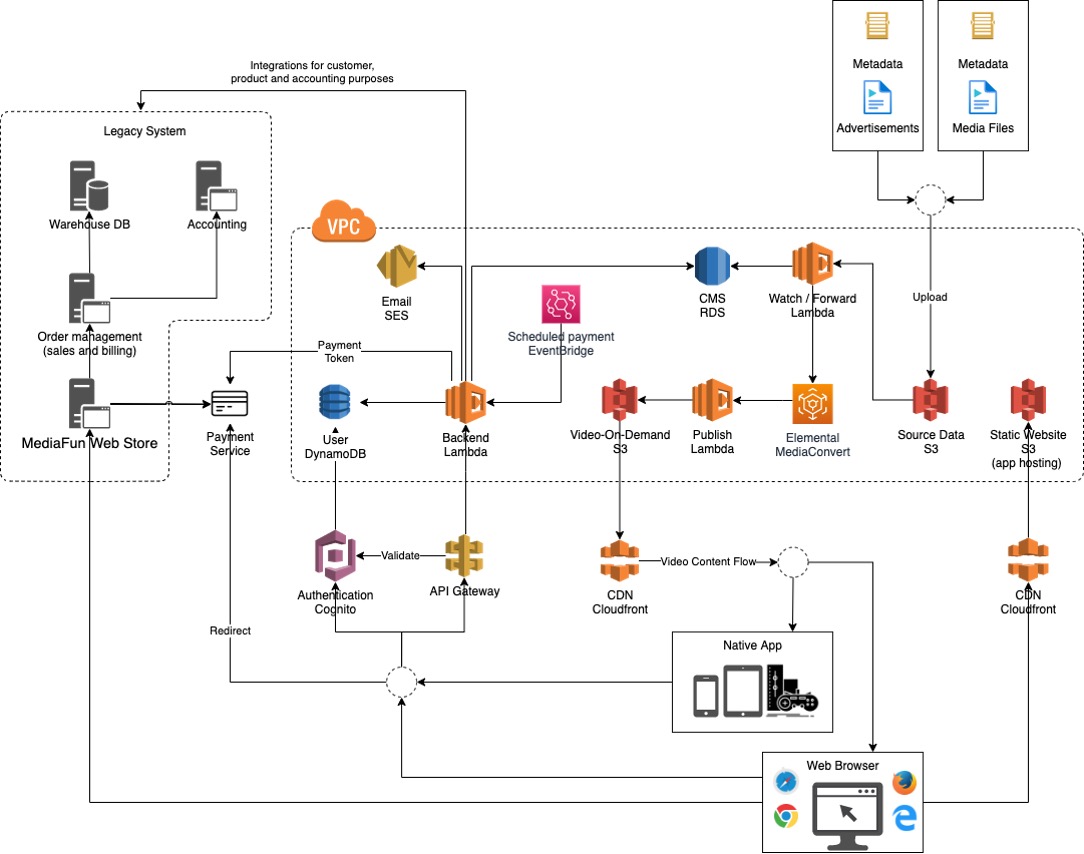 Metadata
Advertisements
Metadata
Media Files
Integrations for customer,
product and accounting purposes
Legacy System
Warehouse DB
Accounting
Order management
(sales and billing)
MediaFun Web Store
Payment
Service
Payment
Token
VPC
Email
SES
Scheduled payment
EventBridge
CMS
RDS
Watch / Forward
Lambda
Upload
User
DynamoDB
Backend
Lambda
Video-On-Demand
S3
Publish
Lambda
Elemental
MediaConvert
Source Data
S3
Static Website
S3
(app hosting)
Authentication
Cognito
Validate
API Gateway
CDN
Cloudfront
Video Content Flow
CDN
Cloudfront
Redirect
Native App
Web Browser